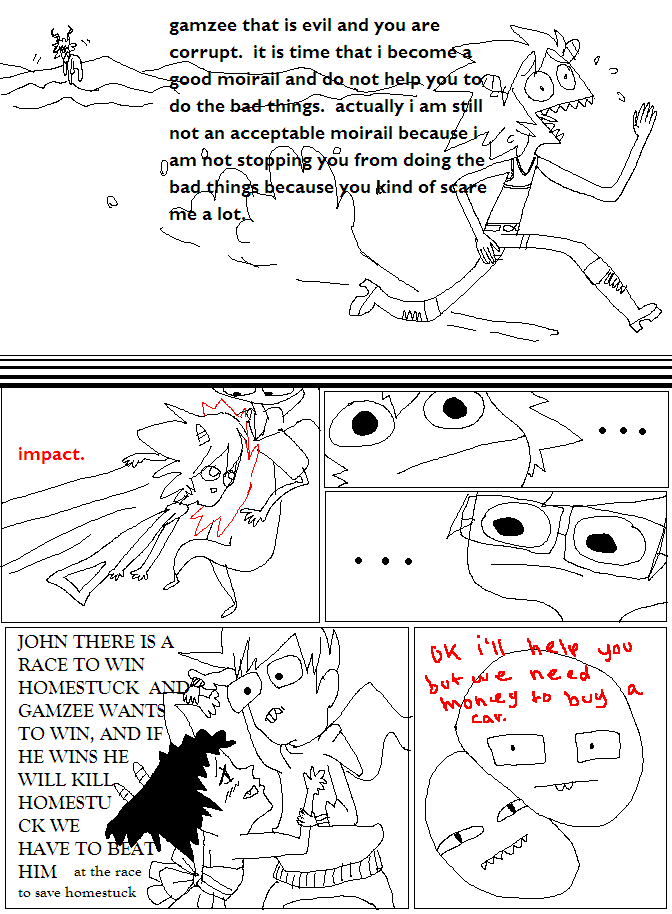 gamzee that is evil and you are
corrupt. it is time that i become a
good moirail and do not help you to
do the bad things. actually i am still
not an acceptable moirail because i
am not stopping you from doing the
bad things because you kind of scare
me a lot.
impact.
...
...
JOHN THERE IS A
RACE TO WIN
HOMESTUCK AND
GAMZEE WANTS
TO WIN, AND IF
HE WINS HE
WILL KILL
HOMESTU
CK WE
HAVE TO BEAT
HIM at the race
to save homestuck
OK i'll help you
but we need
money to buy a
car.